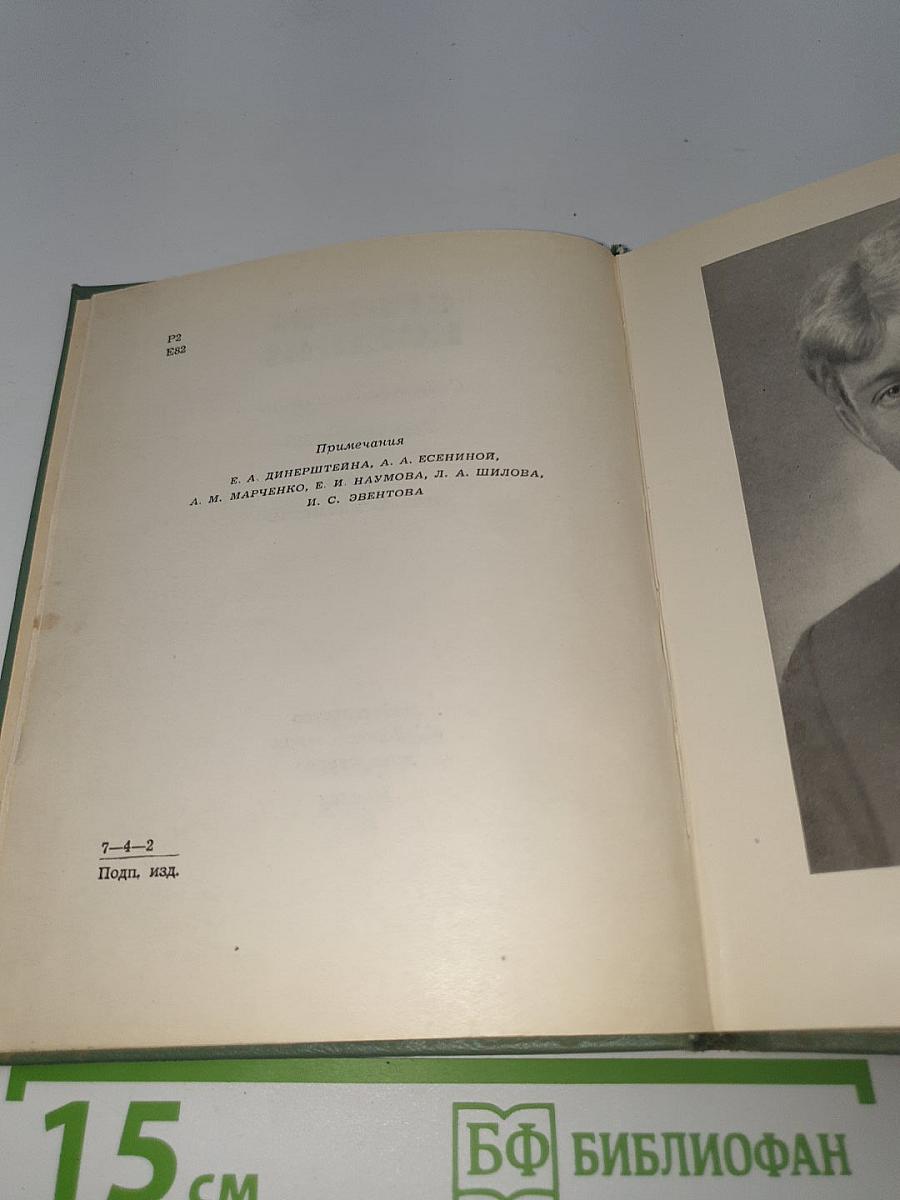 Р2
Е82
Примечания
Е. А. ДИНЕРШТЕЙНА, А. А. ЕСЕНИНОЙ,
А. М. МАРЧЕНКО, Е. И. НАУМОВА, Л. А. ШИЛОВА,
И. С. ЭВЕНТОВА
7—4—2
Подп. изд.
15 см
БФ БИБЛИОФАН